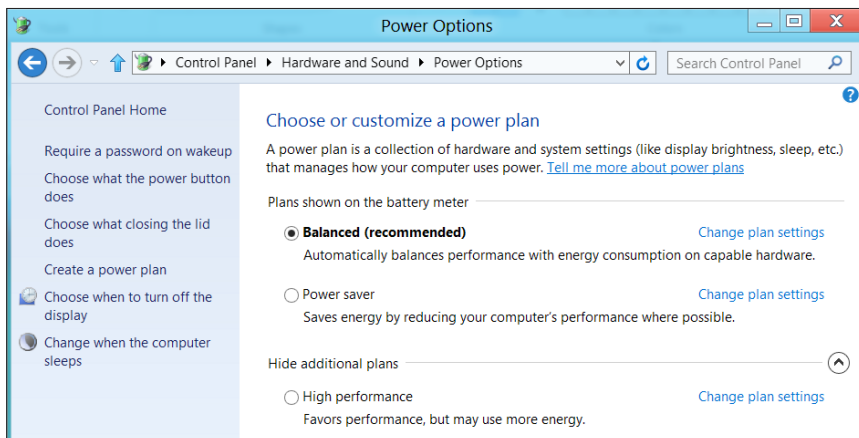 Power Options
Control Panel Hardware and Sound Power Options
Search Control Panel
Control Panel Home
Require a password on wakeup
Choose what the power button
does
Choose what closing the lid
does
Create a power plan
Choose when to turn off the
display
Change when the computer
sleeps
Choose or customize a power plan
A power plan is a collection of hardware and system settings (like display brightness, sleep, etc.)
that manages how your computer uses power. Tell me more about power plans
Plans shown on the battery meter
Balanced (recommended) Change plan settings
Automatically balances performance with energy consumption on capable hardware.
Power saver Change plan settings
Saves energy by reducing your computer's performance where possible.
Hide additional plans
High performance Change plan settings
Favors performance, but may use more energy.